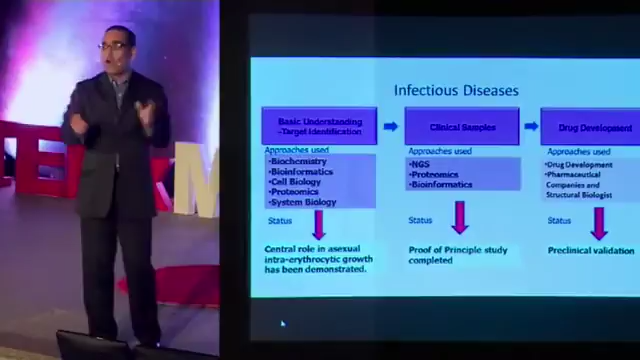 TEDxM
Infectious Diseases
Basic Understanding
–Target Identification
Clinical Samples
Drug Development
Approaches used
•Biochemistry
•Bioinformatics
•Cell Biology
•Proteomics
•System Biology
Approaches used
•NGS
•Proteomics
•Bioinformatics
Approaches used
•Drug Development
•Pharmaceutical
Companies and
Structural Biologist
Status
Status
Status
Central role in asexual
intra-erythrocytic growth
has been demonstrated.
Proof of Principle study
completed
Preclinical validation